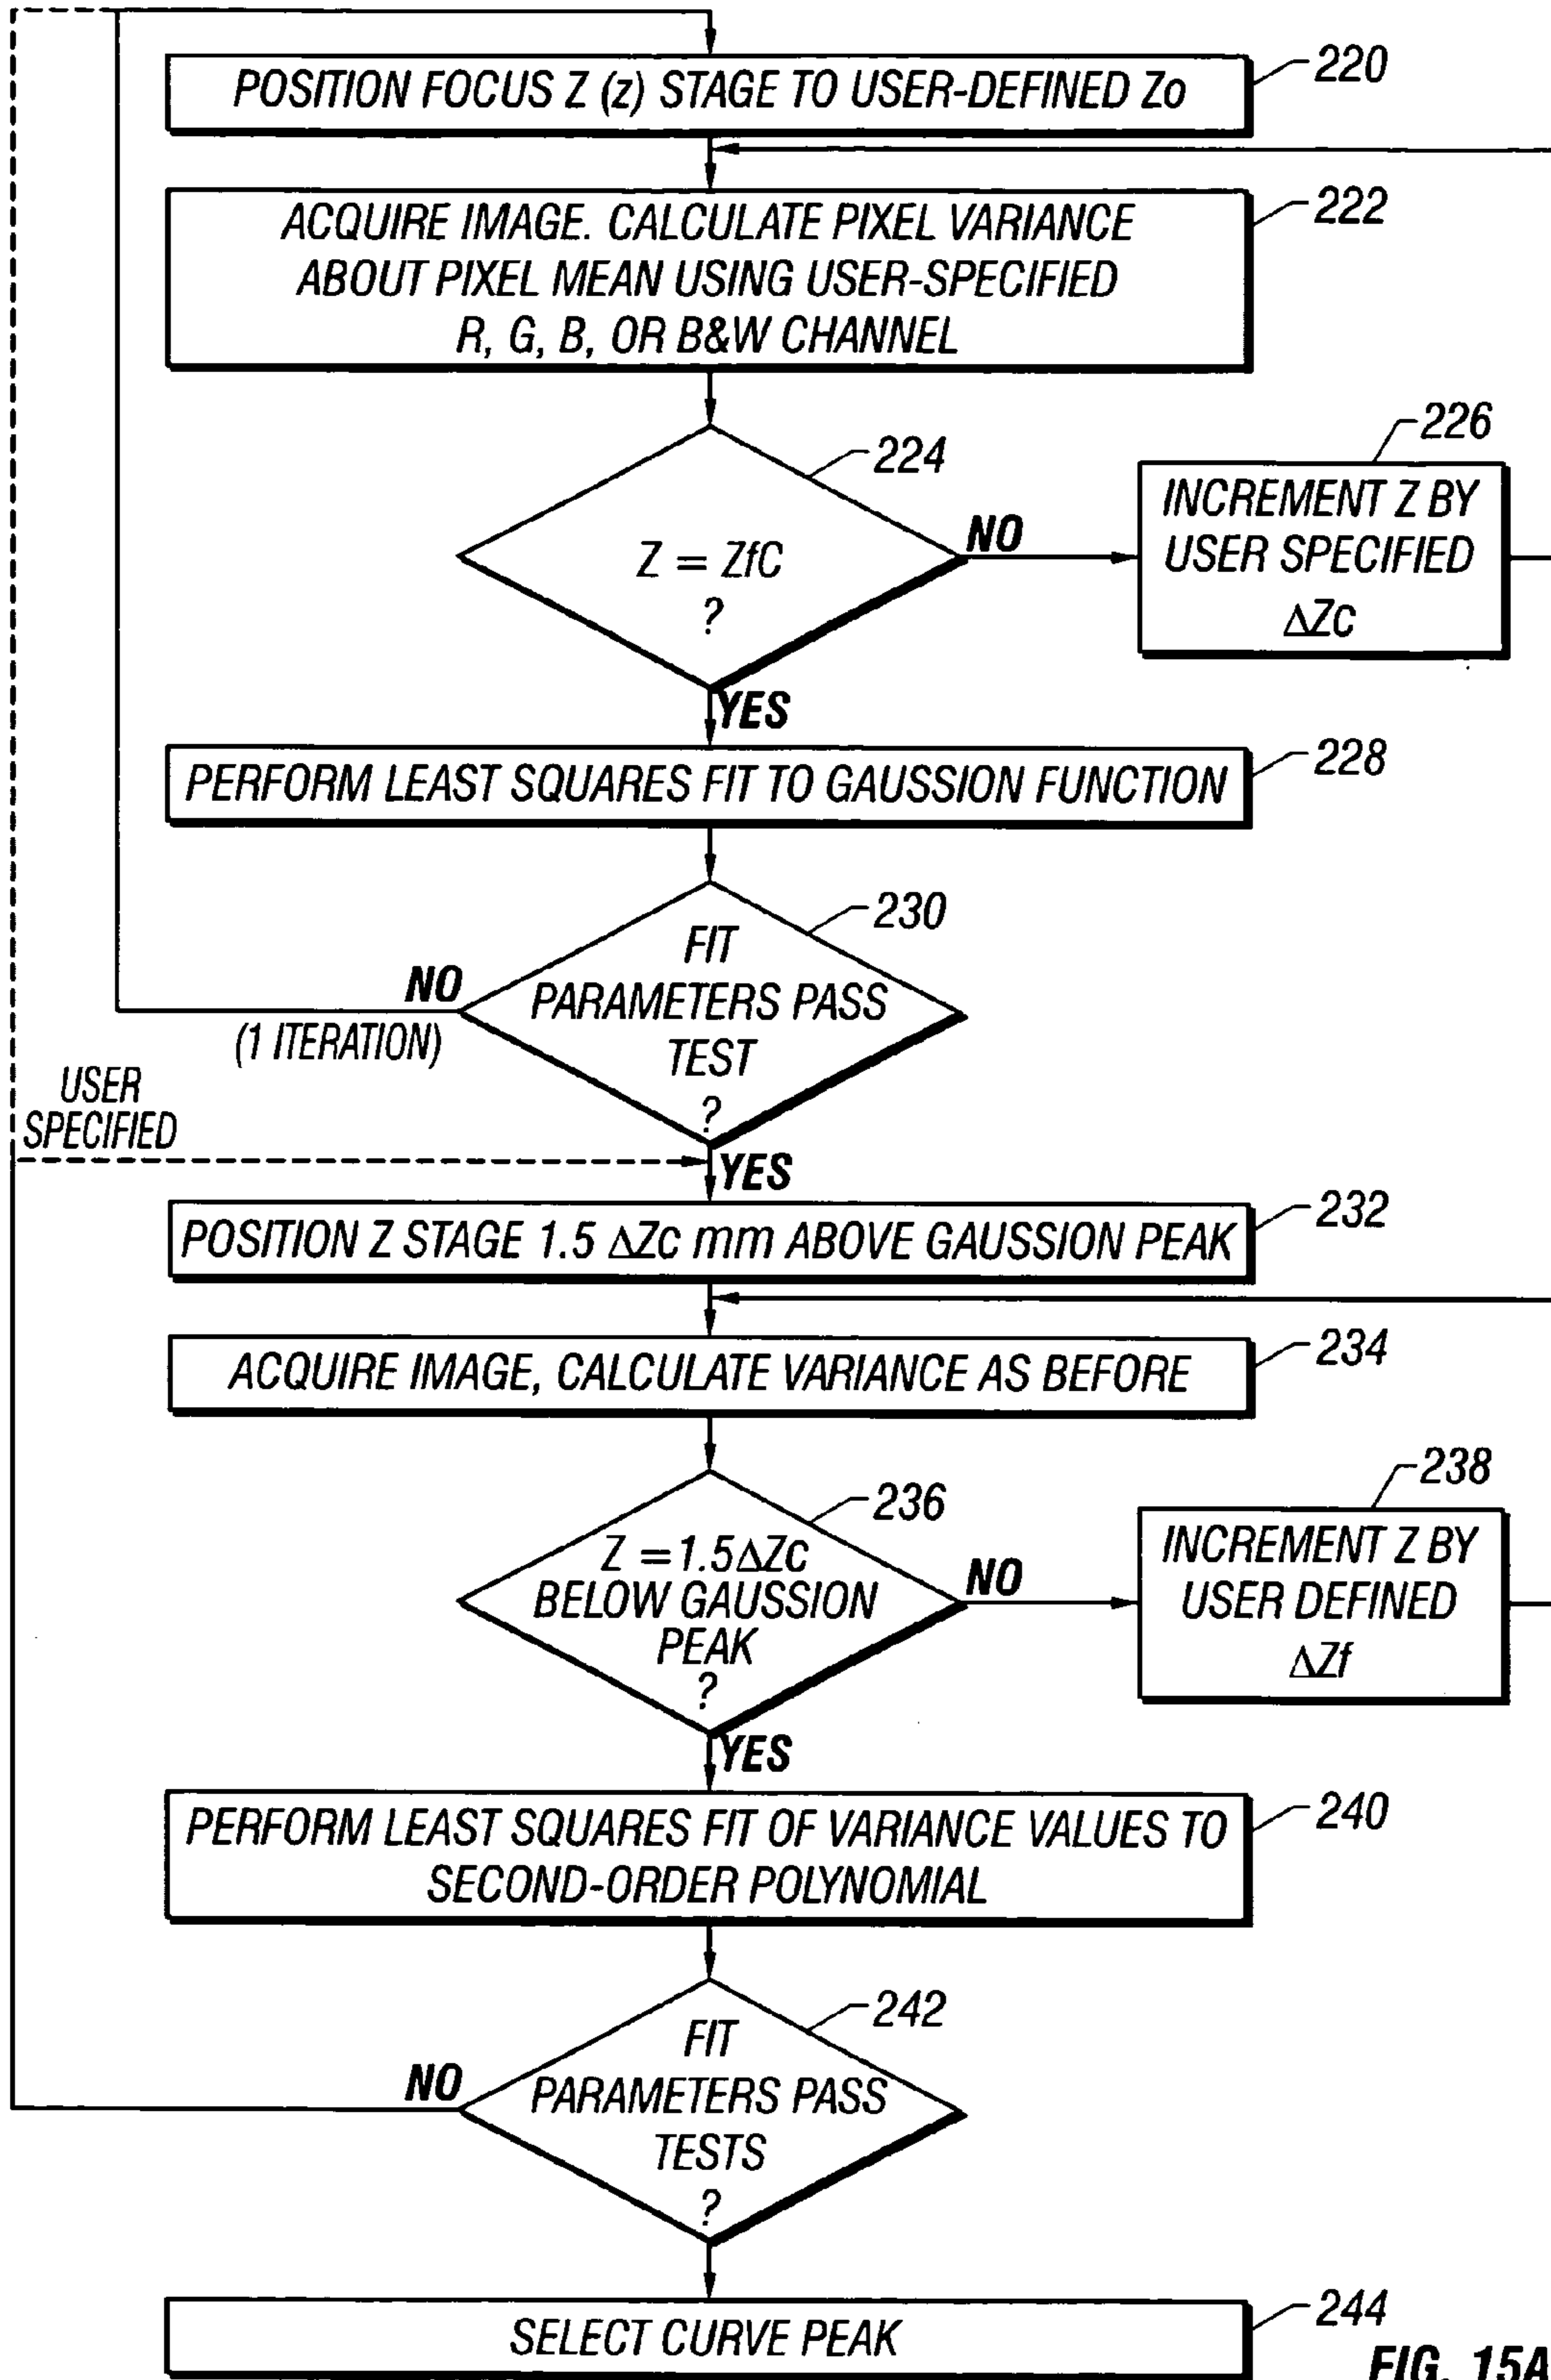 220
POSITION FOCUS Z (z) STAGE TO USER-DEFINED Zo
222
ACQUIRE IMAGE. CALCULATE PIXEL VARIANCE
ABOUT PIXEL MEAN USING USER-SPECIFIED
R, G, B, OR B&W CHANNEL
224
Z = ZfC
?
NO
226
INCREMENT Z BY
USER SPECIFIED
ΔZc
YES
228
PERFORM LEAST SQUARES FIT TO GAUSSION FUNCTION
230
FIT
PARAMETERS PASS
TEST
?
NO
(1 ITERATION)
USER
SPECIFIED
YES
232
POSITION Z STAGE 1.5 ΔZc mm ABOVE GAUSSION PEAK
234
ACQUIRE IMAGE, CALCULATE VARIANCE AS BEFORE
236
Z = 1.5ΔZc
BELOW GAUSSION
PEAK
?
NO
238
INCREMENT Z BY
USER DEFINED
ΔZf
YES
240
PERFORM LEAST SQUARES FIT OF VARIANCE VALUES TO
SECOND-ORDER POLYNOMIAL
242
FIT
PARAMETERS PASS
TESTS
?
NO
244
SELECT CURVE PEAK
FIG. 15A